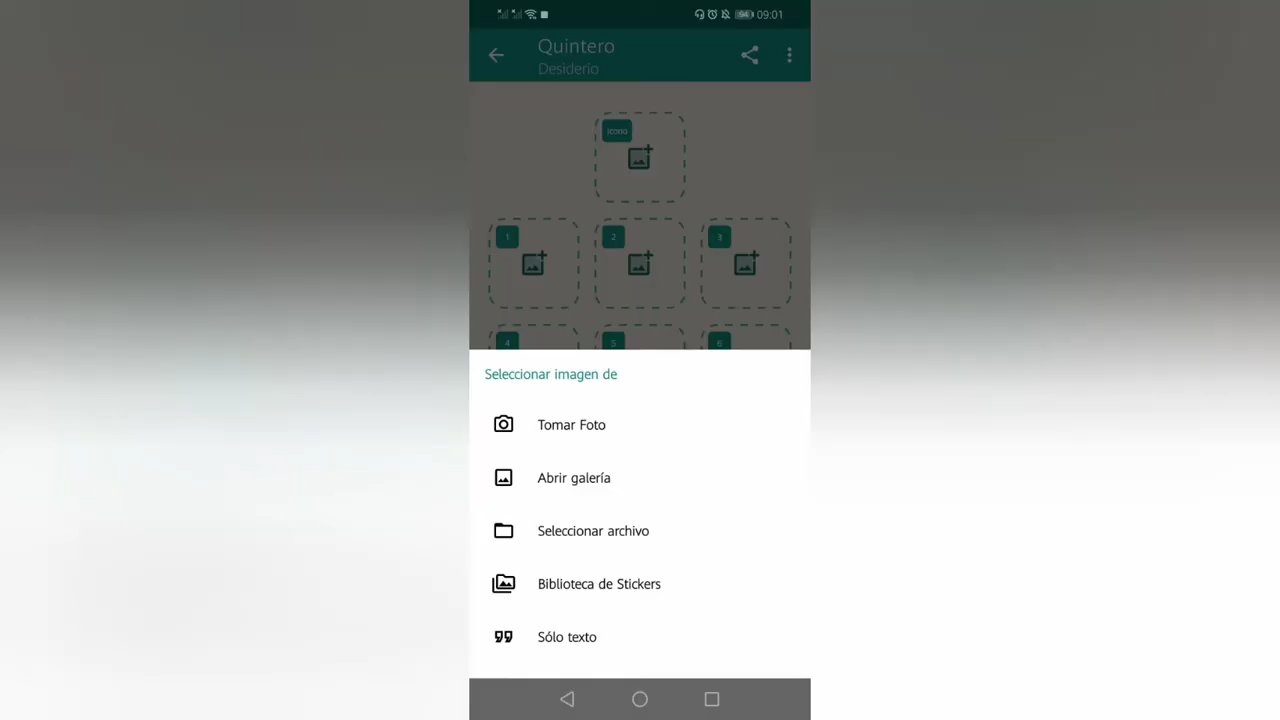 94 09:01
Quintero
Desiderio
Icono
1 2 3
4 5 6
Seleccionar imagen de
Tomar Foto
Abrir galería
Seleccionar archivo
Biblioteca de Stickers
Sólo texto